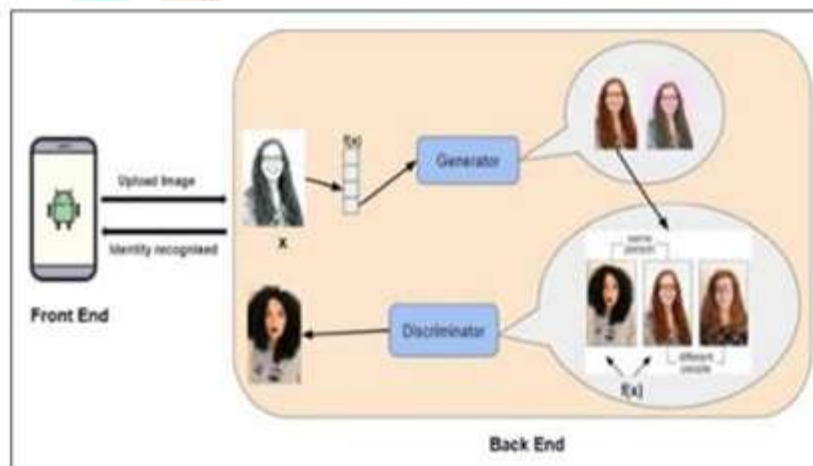 f(x)
Generator
Upload Image
X
Identity recognised
same
person
Front End
Discriminator
different
people
f(x)
Back End